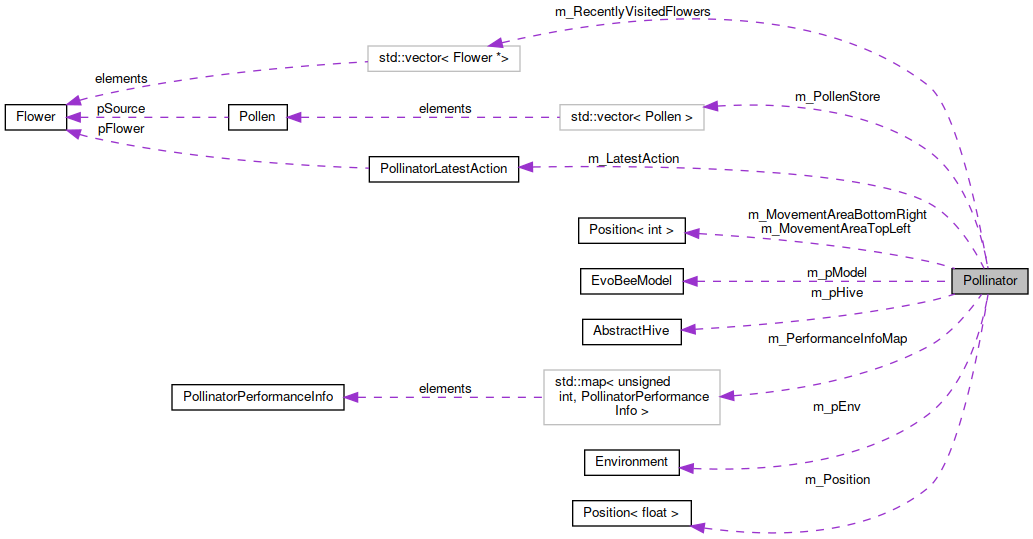 m_RecentlyVisitedFlowers
std::vector< Flower *>
elements
m_PollenStore
Flower
pSource
Pollen
elements
std::vector< Pollen >
pFlower
m_LatestAction
PollinatorLatestAction
m_MovementAreaBottomRight
m_MovementAreaTopLeft
Position< int >
m_pModel
EvoBeeModel
Pollinator
m_pHive
AbstractHive
m_PerformanceInfoMap
std::map< unsigned
int, PollinatorPerformance
Info >
elements
PollinatorPerformanceInfo
m_pEnv
Environment
m_Position
Position< float >